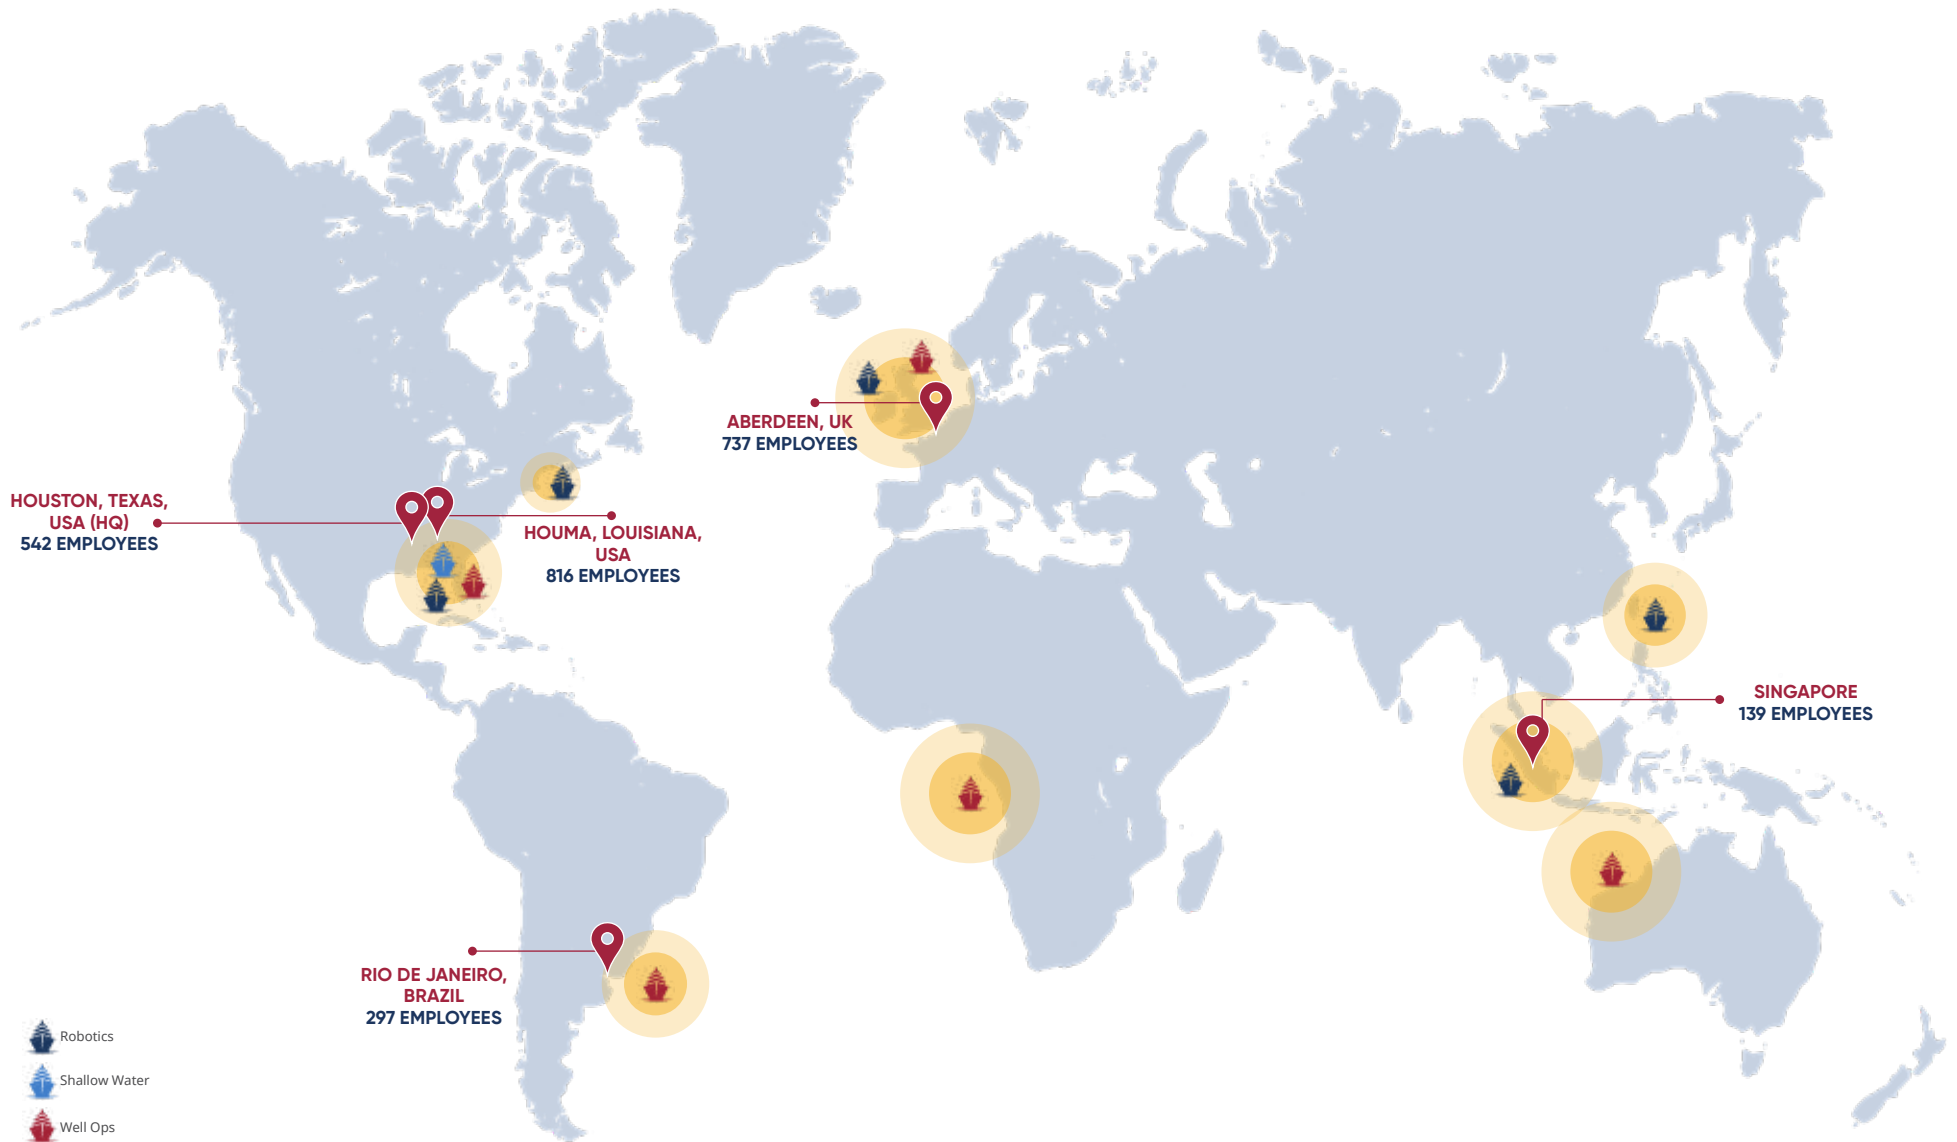 ABERDEEN, UK
737 EMPLOYEES
HOUSTON, TEXAS,
USA (HQ)
542 EMPLOYEES
HOUMA, LOUISIANA,
USA
816 EMPLOYEES
SINGAPORE
139 EMPLOYEES
RIO DE JANEIRO,
BRAZIL
297 EMPLOYEES
Robotics
Shallow Water
Well Ops